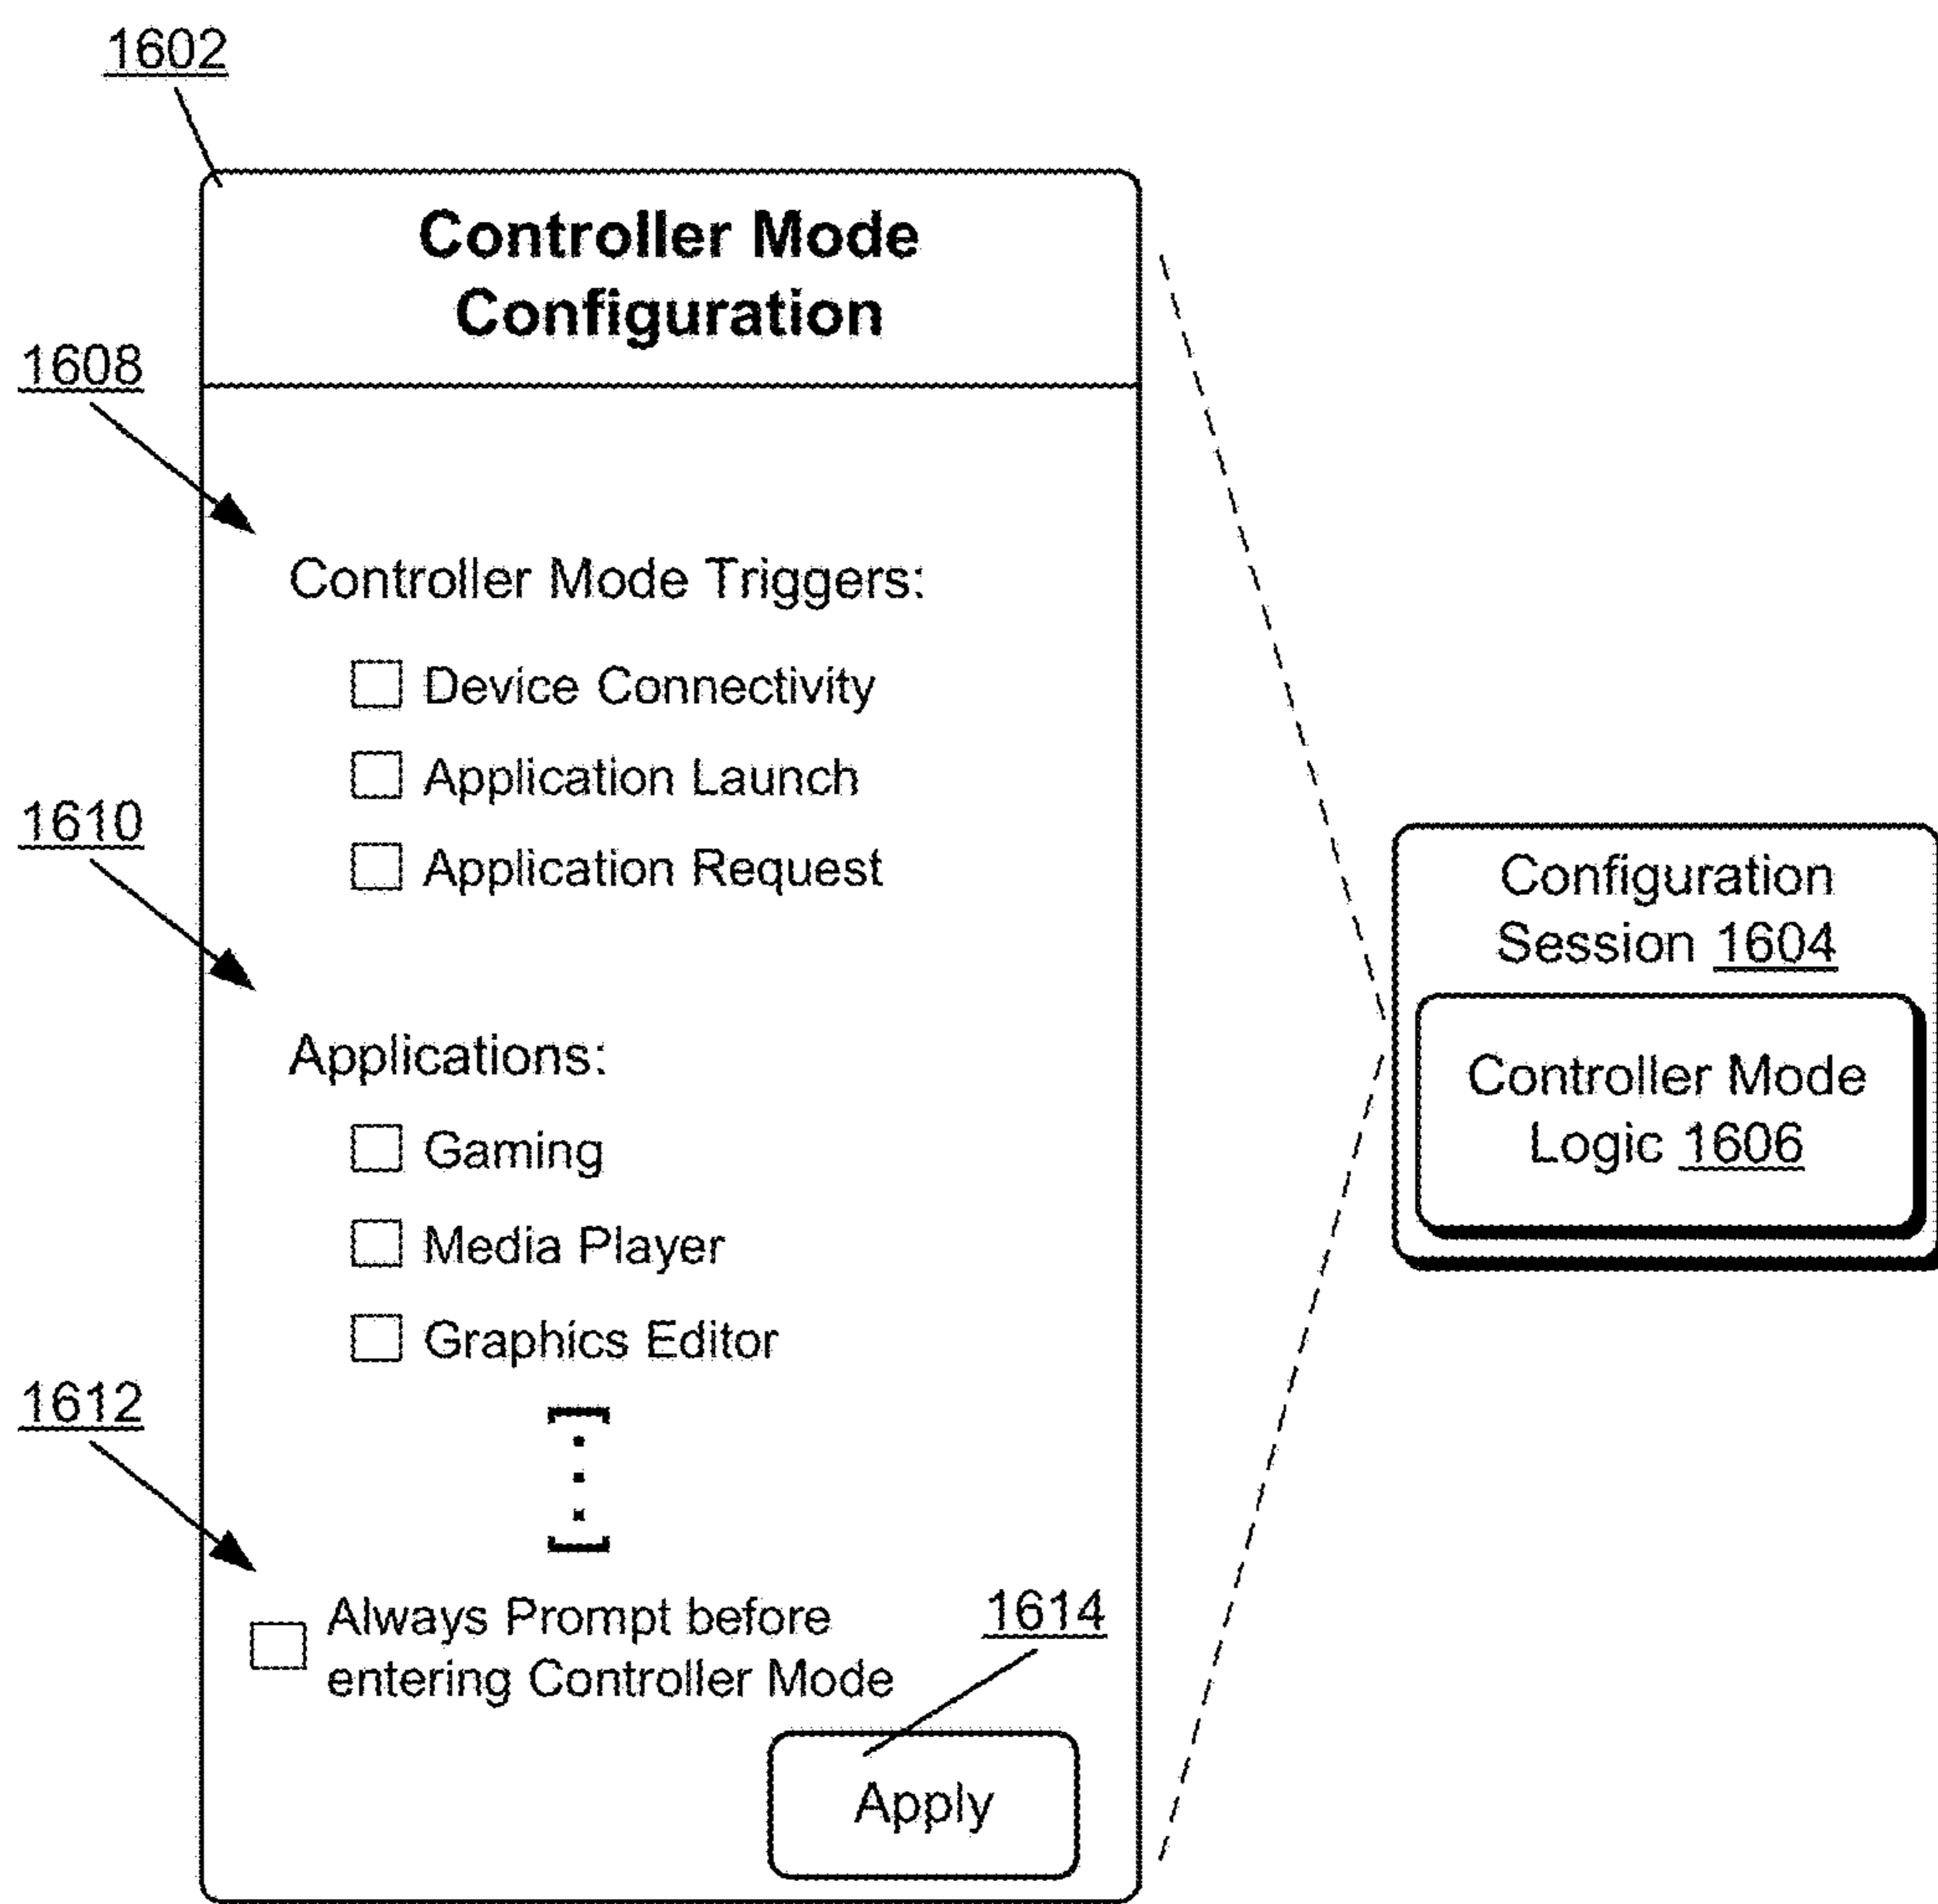 1602
Controller Mode
Configuration
1608
Controller Mode Triggers:
Device Connectivity
Application Launch
Application Request
1610
Applications:
Gaming
Media Player
Graphics Editor
1612
Always Prompt before
entering Controller Mode
1614
Apply
Configuration
Session 1604
Controller Mode
Logic 1606